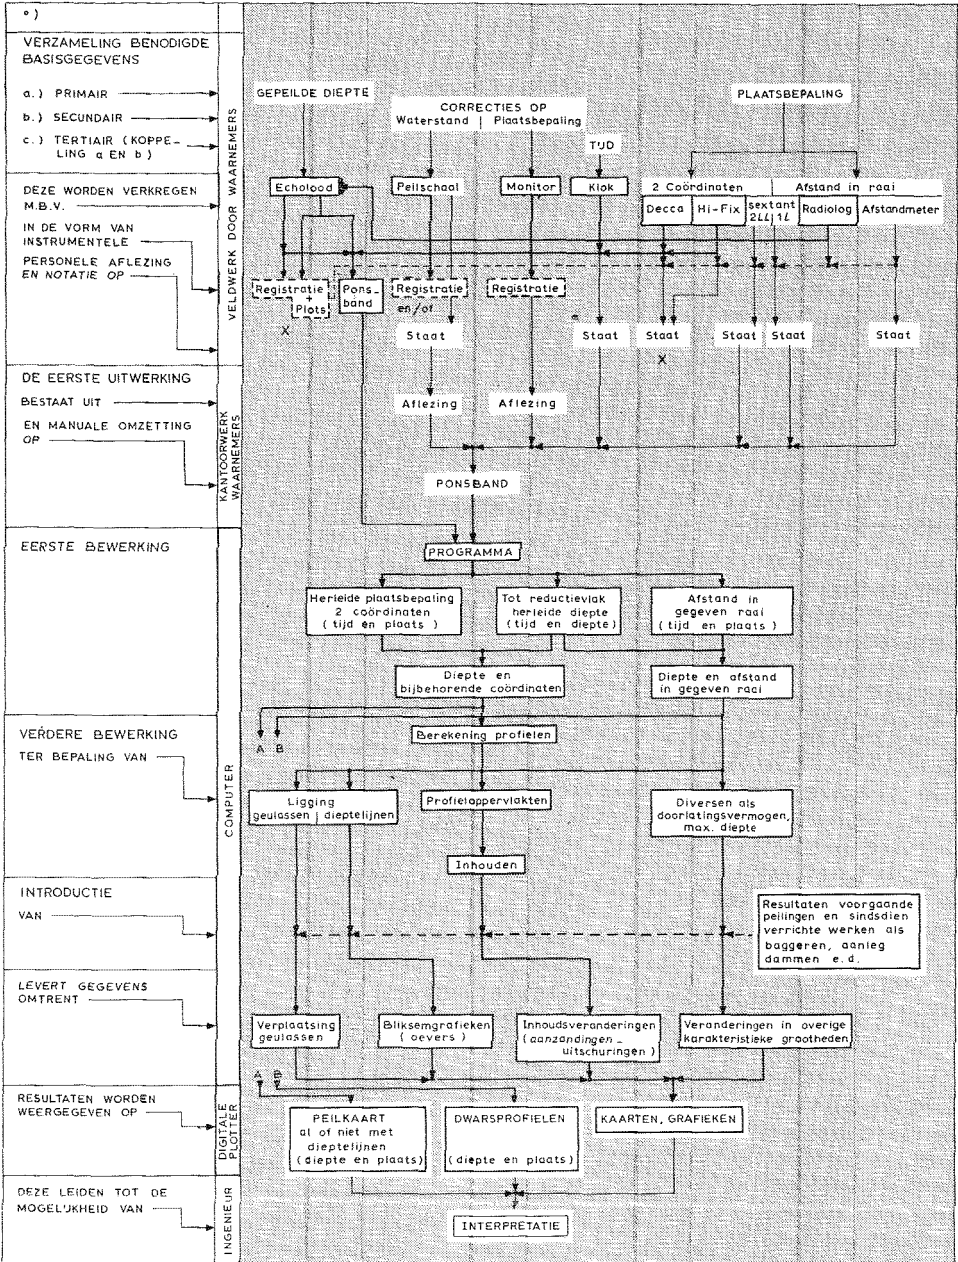 °)
VERZAMELING BENODIGDE
BASISGEGEVENS
a.) PRIMAIR
b.) SECUNDAIR
c.) TERTIAIR (KOPPE-
LING a EN b)
DEZE WORDEN VERKREGEN
M.B.V.
IN DE VORM VAN
INSTRUMENTELE
PERSONELE AFLEZING
EN NOTATIE OP
VELDWERK DOOR WAARNEMERS
GEPEILDE DIEPTE
CORRECTIES OP
Waterstand | Plaatsbepaling
TIJD
PLAATSBEPALING
Echolood
Peilschaal
Monitor
Klok
2 Coördinaten
Afstand in raai
Decca
Hi-Fix
sextant
2LL 1L
Radiolog
Afstandmeter
Registratie
+
Plots
X
Pons-
band
Registratie
en/of
Registratie
Staat
Staat
Staat
X
Staat
Staat
Staat
DE EERSTE UITWERKING
BESTAAT UIT
EN MANUALE OMZETTING
OP
KANTOORWERK
WAARNEMERS
Aflezing
Aflezing
PONSBAND
EERSTE BEWERKING
PROGRAMMA
Herleide plaatsbepaling
2 coördinaten
(tijd en plaats)
Tot reductievlak
herleide diepte
(tijd en diepte)
Afstand in
gegeven raai
(tijd en plaats)
Diepte en
bijbehorende coördinaten
Diepte en afstand
in gegeven raai
VERDERE BEWERKING
TER BEPALING VAN
COMPUTER
A B
Berekening profielen
Ligging
geulassen | dieptelijnen
Profieloppervlakten
Diversen als
doorlatingsvermogen,
max. diepte
Inhouden
INTRODUCTIE
VAN
Resultaten voorgaande
peilingen en sindsdien
verrichte werken als
baggeren, aanleg
dammen e.d.
LEVERT GEGEVENS
OMTRENT
Verplaatsing
geulassen
Bliksemgrafieken
(oevers)
Inhoudsveranderingen
(aanzandingen-
uitschuringen)
Veranderingen in overige
karakteristieke grootheden
A B
RESULTATEN WORDEN
WEERGEGEVEN OP
DIGITALE
PLOTTER
PEILKAART
al of niet met
dieptelijnen
(diepte en plaats)
DWARSPROFIELEN
(diepte en plaats)
KAARTEN, GRAFIEKEN
DEZE LEIDEN TOT DE
MOGELIJKHEID VAN
INGENIEUR
INTERPRETATIE